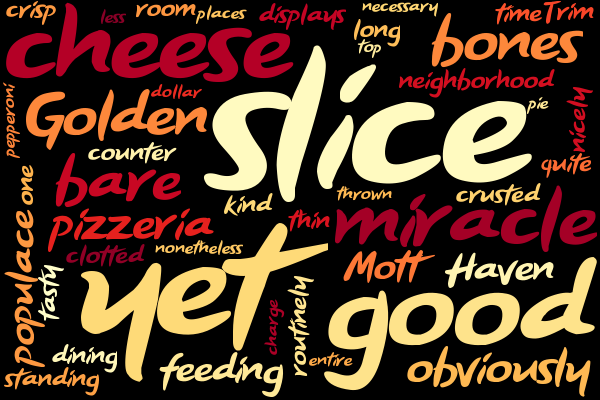 crisp
less
room
places
displays
necessary
long
top
timeTrim
cheese
bones
neighborhood
pepperoni
dollar
Golden
slice
pie
nicely
counter
quite
bare
kind
thrown
crusted
one
pizzeria
thin
miracle
clotted
nonetheless
populace
tasty
yet
Mott
Haven
charge
routinely
good
dining
feeding
entire
obviously
standing